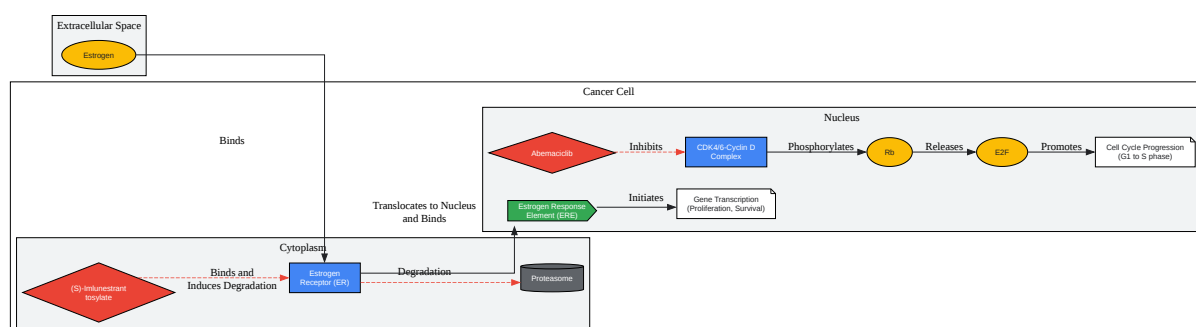 Extracellular Space
Estrogen
Cancer Cell
Nucleus
Binds
Abemaciclib
Inhibits
CDK4/6-Cyclin D
Complex
Phosphorylates
Rb
Releases
E2F
Promotes
Cell Cycle Progression
(G1 to S phase)
Translocates to Nucleus
and Binds
Estrogen Response
Element (ERE)
Initiates
Gene Transcription
(Proliferation, Survival)
Cytoplasm
(S)-Imlunestrant
tosylate
Binds and
Induces Degradation
Estrogen
Receptor (ER)
Degradation
Proteasome